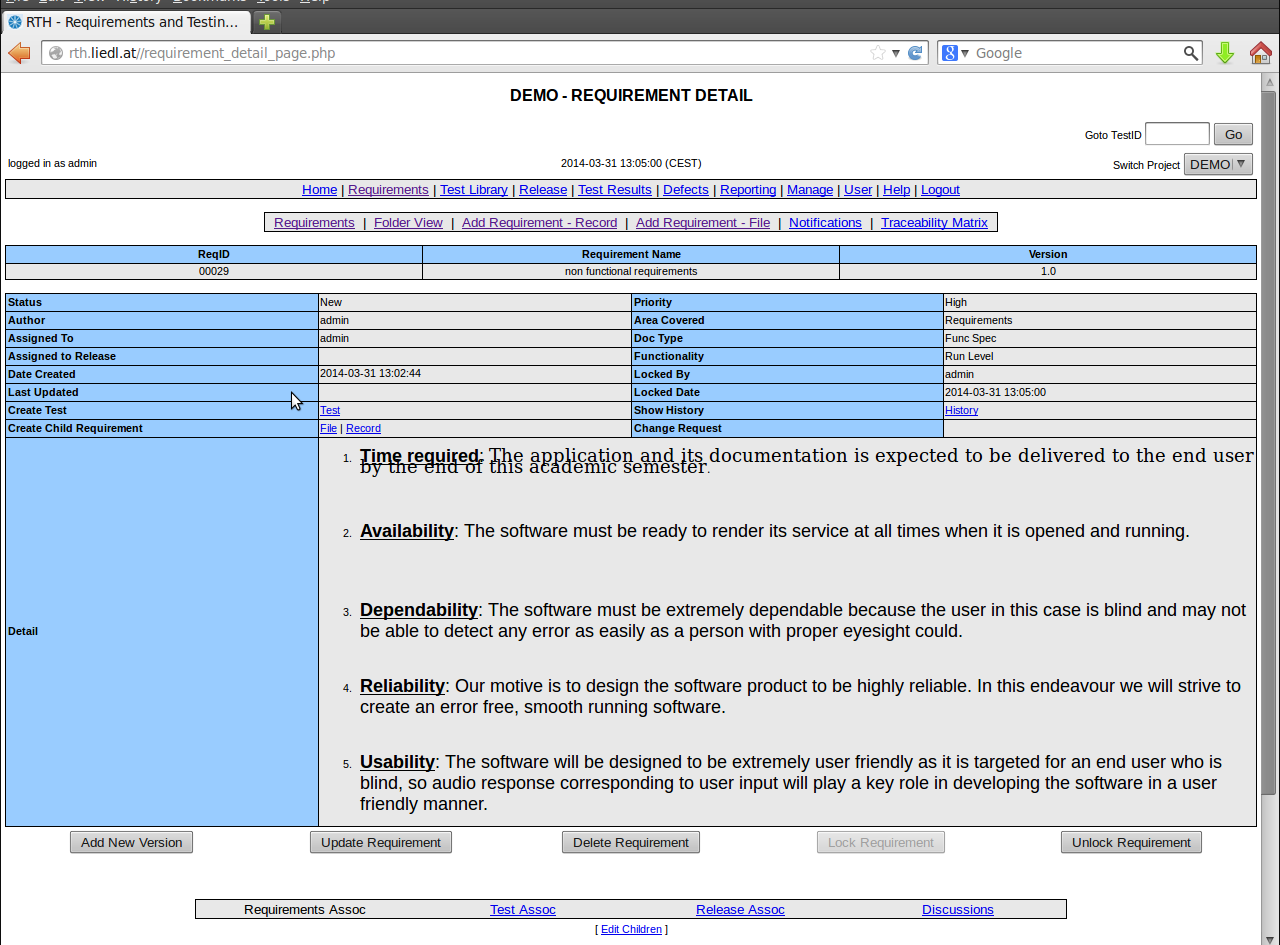 File Edit View History Bookmarks Tools Help
RTH - Requirements and Testin...
rth.liedl.at//requirement_detail_page.php
Google
DEMO - REQUIREMENT DETAIL
Goto TestID Go
logged in as admin 2014-03-31 13:05:00 (CEST) Switch Project DEMO
Home | Requirements | Test Library | Release | Test Results | Defects | Reporting | Manage | User | Help | Logout
Requirements | Folder View | Add Requirement - Record | Add Requirement - File | Notifications | Traceability Matrix
ReqID Requirement Name Version
00029 non functional requirements 1.0
Status New Priority High
Author admin Area Covered Requirements
Assigned To admin Doc Type Func Spec
Assigned to Release Functionality Run Level
Date Created 2014-03-31 13:02:44 Locked By admin
Last Updated Locked Date 2014-03-31 13:05:00
Create Test Test Show History History
Create Child Requirement File | Record Change Request
Detail
1. Time required: The application and its documentation is expected to be delivered to the end user
by the end of this academic semester.
2. Availability: The software must be ready to render its service at all times when it is opened and running.
3. Dependability: The software must be extremely dependable because the user in this case is blind and may not
be able to detect any error as easily as a person with proper eyesight could.
4. Reliability: Our motive is to design the software product to be highly reliable. In this endeavour we will strive to
create an error free, smooth running software.
5. Usability: The software will be designed to be extremely user friendly as it is targeted for an end user who is
blind, so audio response corresponding to user input will play a key role in developing the software in a user
friendly manner.
Add New Version Update Requirement Delete Requirement Lock Requirement Unlock Requirement
Requirements Assoc Test Assoc Release Assoc Discussions
[ Edit Children ]